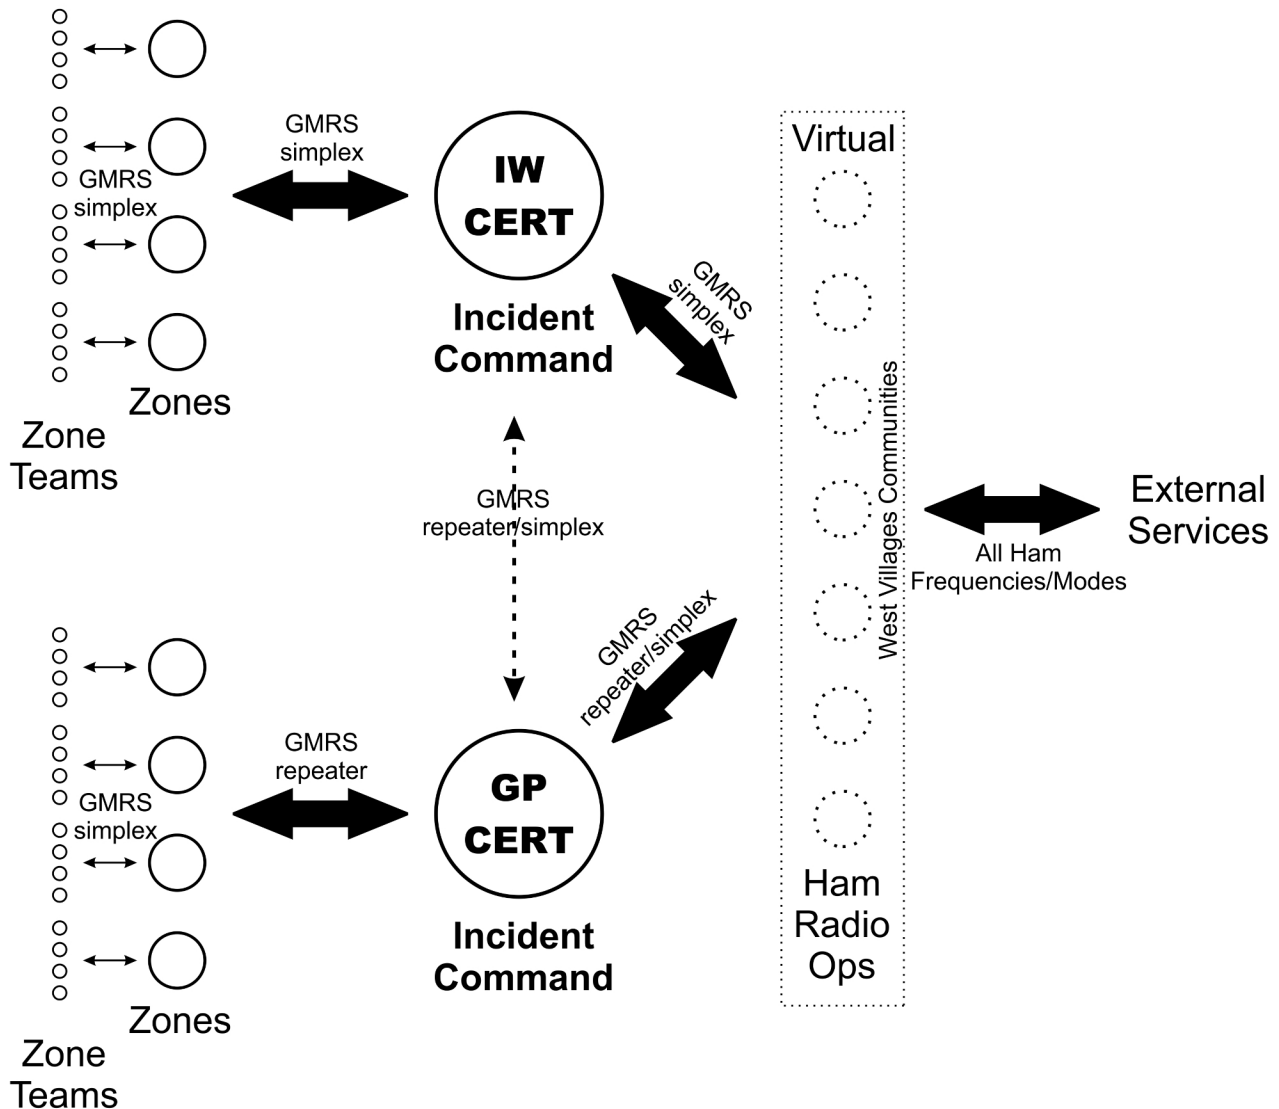 GMRS
simplex
Zones
Zone
Teams
GMRS
simplex
IW
CERT
Incident
Command
GMRS
simplex
GMRS
repeater/simplex
GMRS
simplex
Zones
Zone
Teams
GMRS
repeater
GP
CERT
Incident
Command
GMRS
repeater/simplex
Virtual
West Villages Communities
Ham
Radio
Ops
All Ham
Frequencies/Modes
External
Services